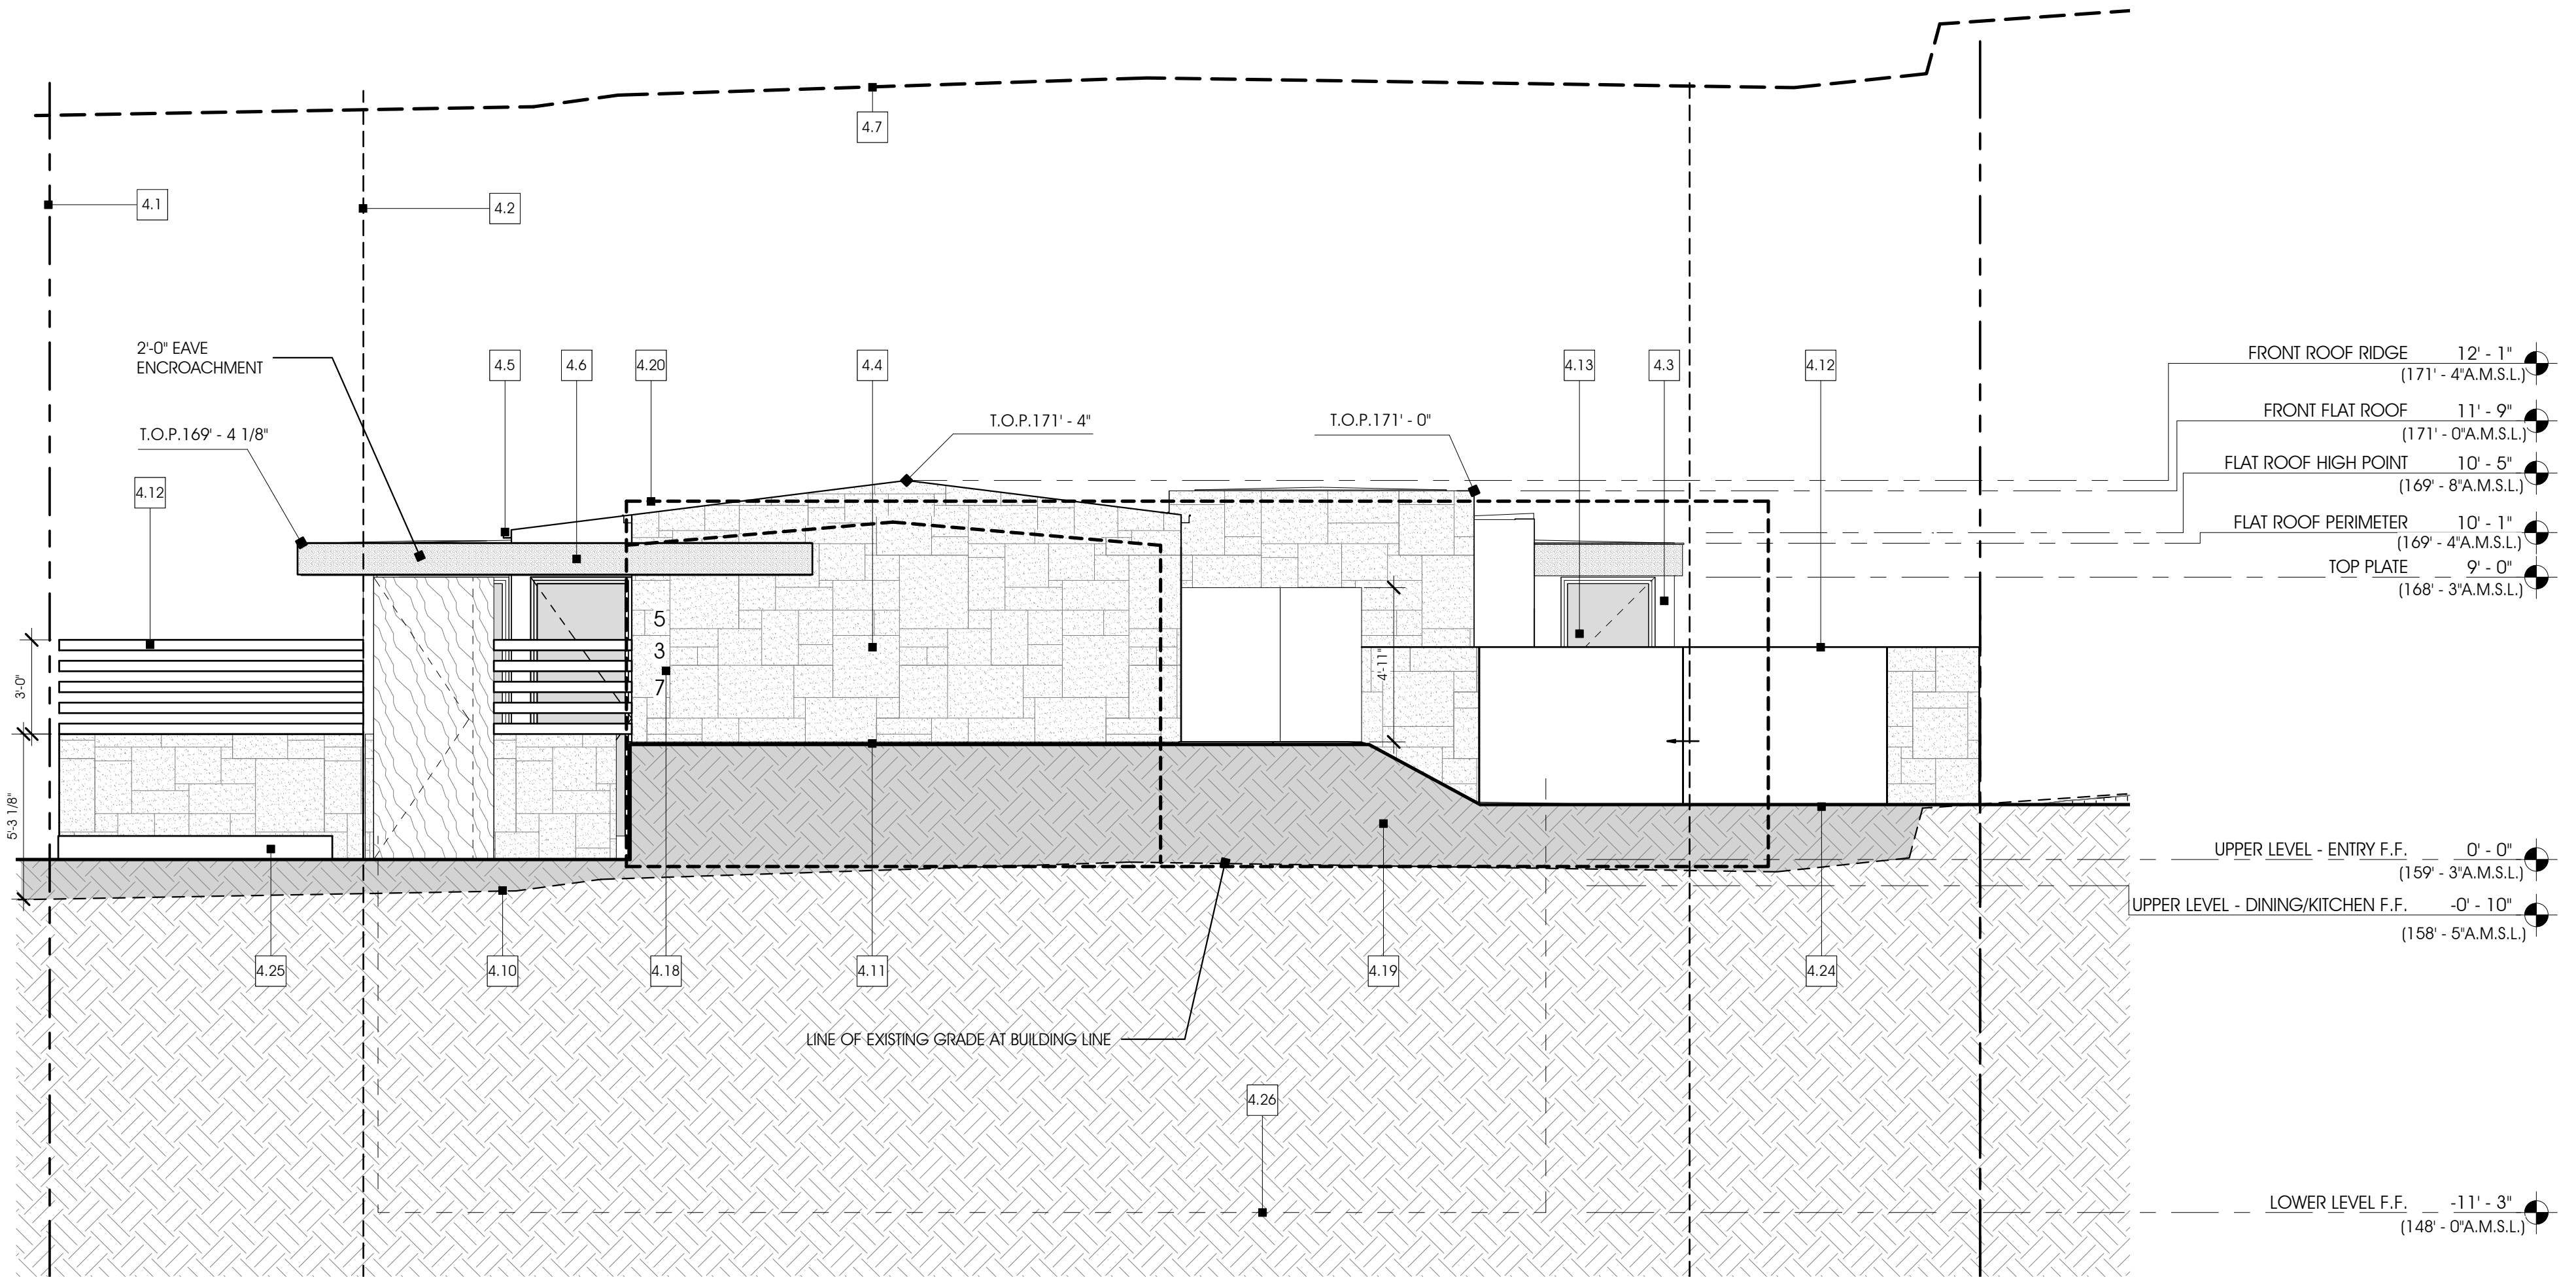 4.7
4.1
4.2
2'-0" EAVE
ENCROACHMENT
4.5
4.6
4.20
4.4
4.13
4.3
4.12
FRONT ROOF RIDGE 12' - 1"
(171' - 4"A.M.S.L.)
FRONT FLAT ROOF 11' - 9"
(171' - 0"A.M.S.L.)
T.O.P.169' - 4 1/8"
T.O.P.171' - 4"
T.O.P.171' - 0"
FLAT ROOF HIGH POINT 10' - 5"
(169' - 8"A.M.S.L.)
4.12
FLAT ROOF PERIMETER 10' - 1"
(169' - 4"A.M.S.L.)
TOP PLATE 9' - 0"
(168' - 3"A.M.S.L.)
5
3
7
3'-0"
4'-11"
5'-3 1/8"
UPPER LEVEL - ENTRY F.F. 0' - 0"
(159' - 3"A.M.S.L.)
UPPER LEVEL - DINING/KITCHEN F.F. -0' - 10"
(158' - 5"A.M.S.L.)
4.25
4.10
4.18
4.11
4.19
4.24
LINE OF EXISTING GRADE AT BUILDING LINE
4.26
LOWER LEVEL F.F. -11' - 3"
(148' - 0"A.M.S.L.)